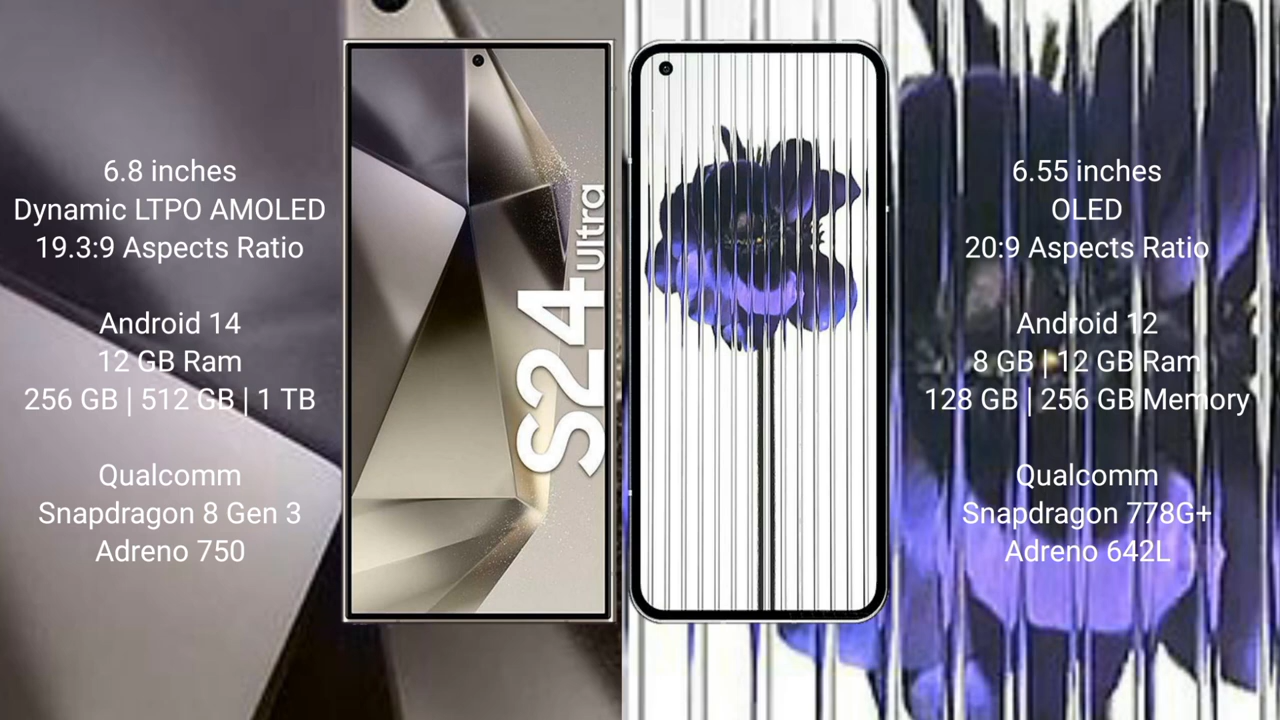 6.8 inches
Dynamic LTPO AMOLED
19.3:9 Aspects Ratio
Android 14
12 GB Ram
256 GB | 512 GB | 1 TB
Qualcomm
Snapdragon 8 Gen 3
Adreno 750
S24 ultra
6.55 inches
OLED
20:9 Aspects Ratio
Android 12
8 GB | 12 GB Ram
128 GB | 256 GB Memory
Qualcomm
Snapdragon 778G+
Adreno 642L